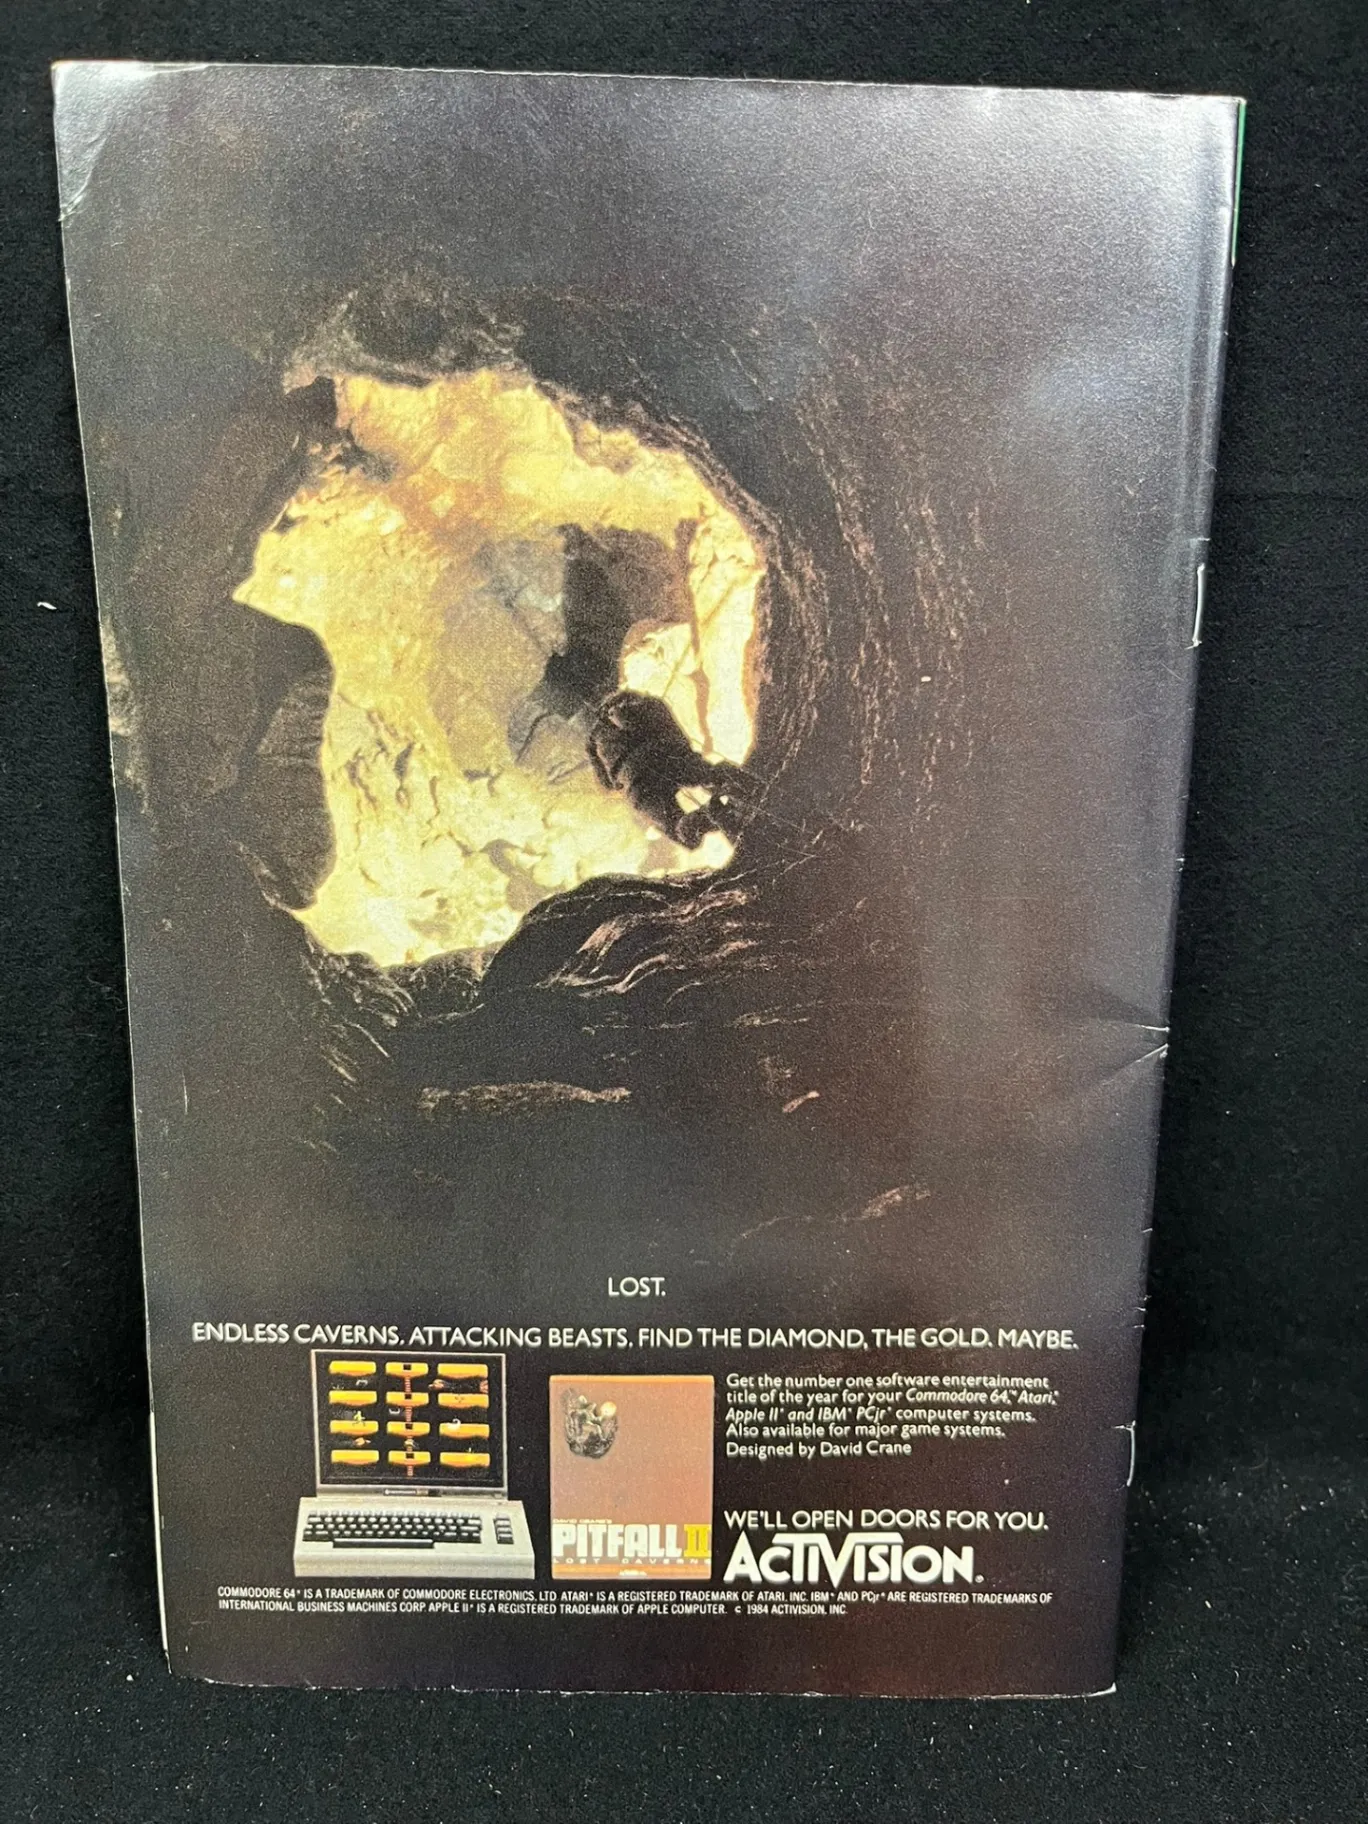 LOST.
ENDLESS CAVERNS. ATTACKING BEASTS. FIND THE DIAMOND, THE GOLD. MAYBE.
Get the number one software entertainment
title of the year for your Commodore 64,™ Atari,®
Apple II® and IBM® PCjr® computer systems.
Also available for major game systems.
Designed by David Crane
DAVID CRANE'S
PITFALL II
LOST CAVERNS
WE'LL OPEN DOORS FOR YOU.
ACTIVISION.
COMMODORE 64® IS A TRADEMARK OF COMMODORE ELECTRONICS, LTD ATARI® IS A REGISTERED TRADEMARK OF ATARI, INC. IBM® AND PCjr® ARE REGISTERED TRADEMARKS OF
INTERNATIONAL BUSINESS MACHINES CORP. APPLE II® IS A REGISTERED TRADEMARK OF APPLE COMPUTER. © 1984 ACTIVISION, INC.